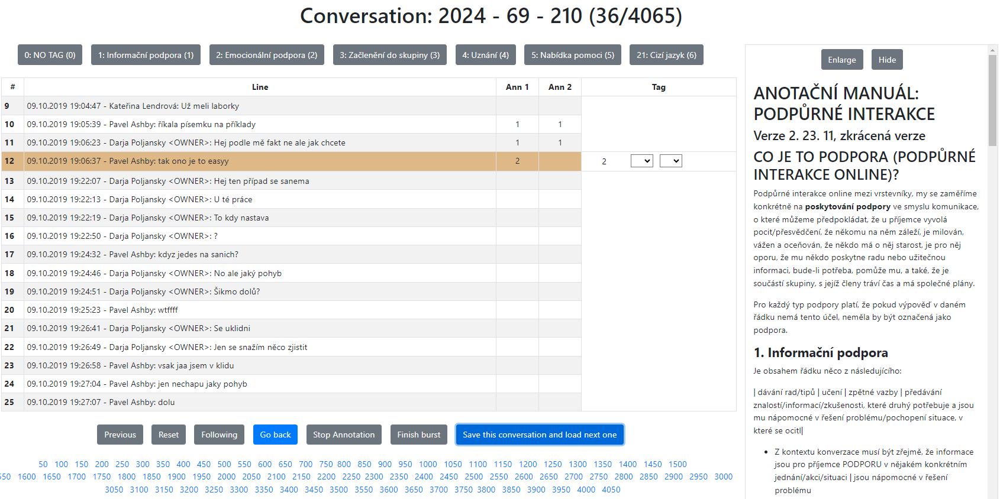 Conversation: 2024 - 69 - 210 (36/4065)
0: NO TAG (0) 1: Informační podpora (1) 2: Emocionální podpora (2) 3: Začlenění do skupiny (3) 4: Uznání (4) 5: Nabídka pomoci (5) 21: Cizí jazyk (6)
# Line Ann 1 Ann 2 Tag
9 09.10.2019 19:04:47 - Kateřina Lendrová: Už meli laborky
10 09.10.2019 19:05:39 - Pavel Ashby: říkala písemku na příklady 1 1
11 09.10.2019 19:06:23 - Darja Poljansky <OWNER>: Hej podle mě fakt ne ale jak chcete 1 1
12 09.10.2019 19:06:37 - Pavel Ashby: tak ono je to easyy 2 2
13 09.10.2019 19:22:07 - Darja Poljansky <OWNER>: Hej ten případ se sanema
14 09.10.2019 19:22:13 - Darja Poljansky <OWNER>: U té práce
15 09.10.2019 19:22:19 - Darja Poljansky <OWNER>: To kdy nastava
16 09.10.2019 19:22:50 - Darja Poljansky <OWNER>: ?
17 09.10.2019 19:24:32 - Pavel Ashby: kdyz jedes na sanich?
18 09.10.2019 19:24:46 - Darja Poljansky <OWNER>: No ale jaký pohyb
19 09.10.2019 19:24:51 - Darja Poljansky <OWNER>: Šikmo dolů?
20 09.10.2019 19:25:23 - Pavel Ashby: wtffff
21 09.10.2019 19:26:41 - Darja Poljansky <OWNER>: Se uklidni
22 09.10.2019 19:26:49 - Darja Poljansky <OWNER>: Jen se snažím něco zjistit
23 09.10.2019 19:26:58 - Pavel Ashby: vsak jaa jsem v klidu
24 09.10.2019 19:27:04 - Pavel Ashby: jen nechapu jaky pohyb
25 09.10.2019 19:27:07 - Pavel Ashby: dolu
Previous Reset Following Go back Stop Annotation Finish burst Save this conversation and load next one
50 100 150 200 250 300 350 400 450 500 550 600 650 700 750 800 850 900 950 1000 1050 1100 1150 1200 1250 1300 1350 1400 1450 1500
550 1600 1650 1700 1750 1800 1850 1900 1950 2000 2050 2100 2150 2200 2250 2300 2350 2400 2450 2500 2550 2600 2650 2700 2750 2800 2850 2900 2950 3000
3050 3100 3150 3200 3250 3300 3350 3400 3450 3500 3550 3600 3650 3700 3750 3800 3850 3900 3950 4000 4050
Enlarge Hide
ANOTAČNÍ MANUÁL:
PODPŮRNÉ INTERAKCE
Verze 2. 23. 11, zkrácená verze
CO JE TO PODPORA (PODPŮRNÉ
INTERAKCE ONLINE)?
Podpůrné interakce online mezi vrstevníky, my se zaměříme
konkrétně na poskytování podpory ve smyslu komunikace,
o které můžeme předpokládat, že u příjemce vyvolá
pocit/přesvědčení, že někomu na něm záleží, je milován,
vážen a oceňován, že někdo má o něj starost, je pro něj
oporu, že mu někdo poskytne radu nebo užitečnou
informaci, bude-li potřeba, pomůže mu, a také, že je
součástí skupiny, s jejíž členy tráví čas a má společné plány.
Pro každý typ podpory platí, že pokud výpověď v daném
řádku nemá tento účel, neměla by být označená jako
podpora.
1. Informační podpora
Je obsahem řádku něco z následujícího:
| dávání rad/tipů | učení | zpětné vazby | předávání
znalostí/informací/zkušenosti, které druhý potřebuje a jsou
mu nápomocné v řešení problému/pochopení situace, v
které se ocitl|
• Z kontextu konverzace musí být zřejmé, že informace
jsou pro příjemce PODPORU v nějakém konkrétním
jednání/akci/situaci | jsou nápomocné v řešení
problému